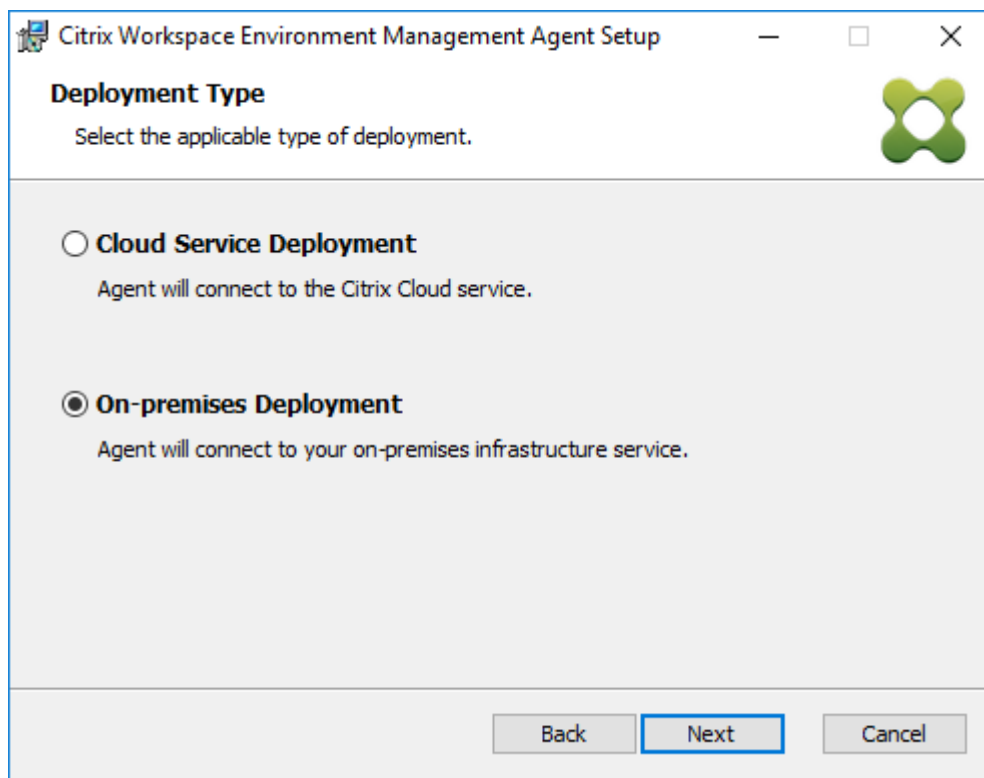 Citrix Workspace Environment Management Agent Setup
Deployment Type
Select the applicable type of deployment.
Cloud Service Deployment
Agent will connect to the Citrix Cloud service.
On-premises Deployment
Agent will connect to your on-premises infrastructure service.
Back Next Cancel